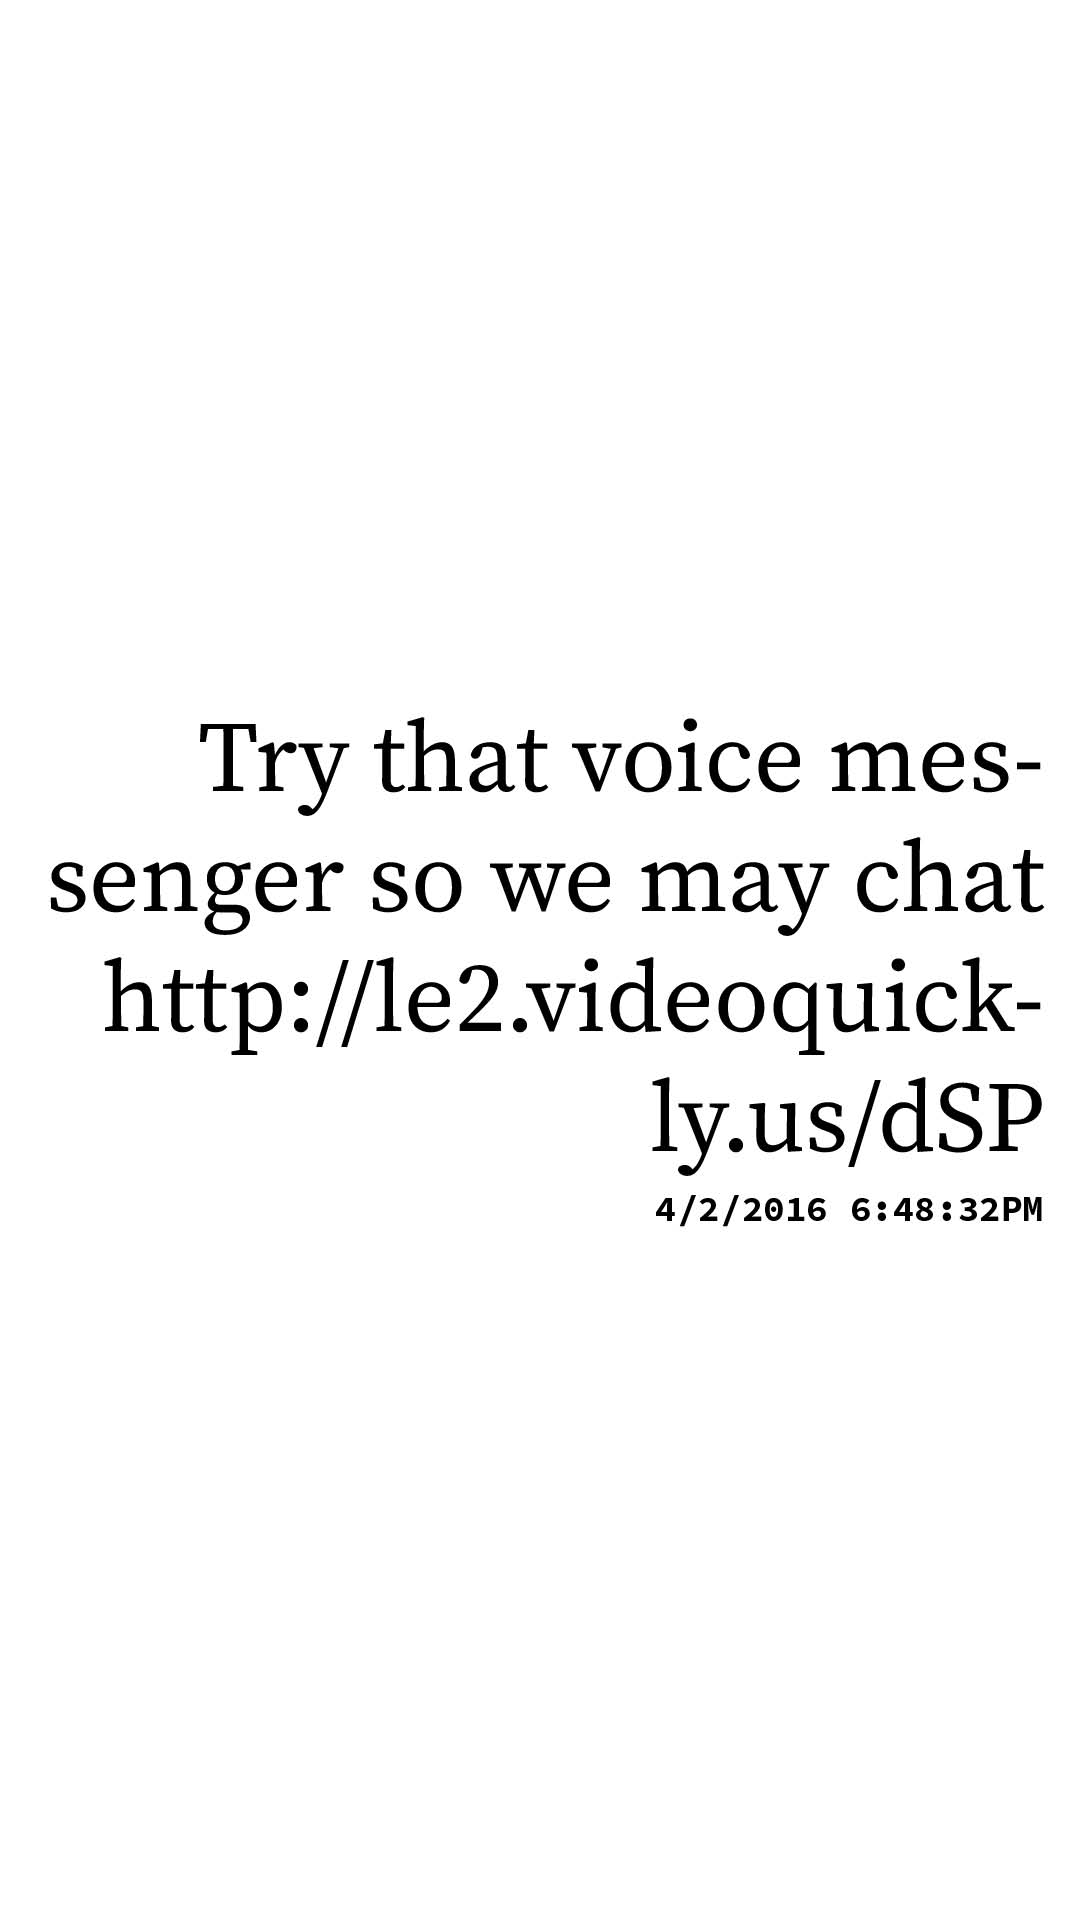 Try that voice mes-
senger so we may chat
http://le2.videoquick-
ly.us/dSP
4/2/2016 6:48:32PM